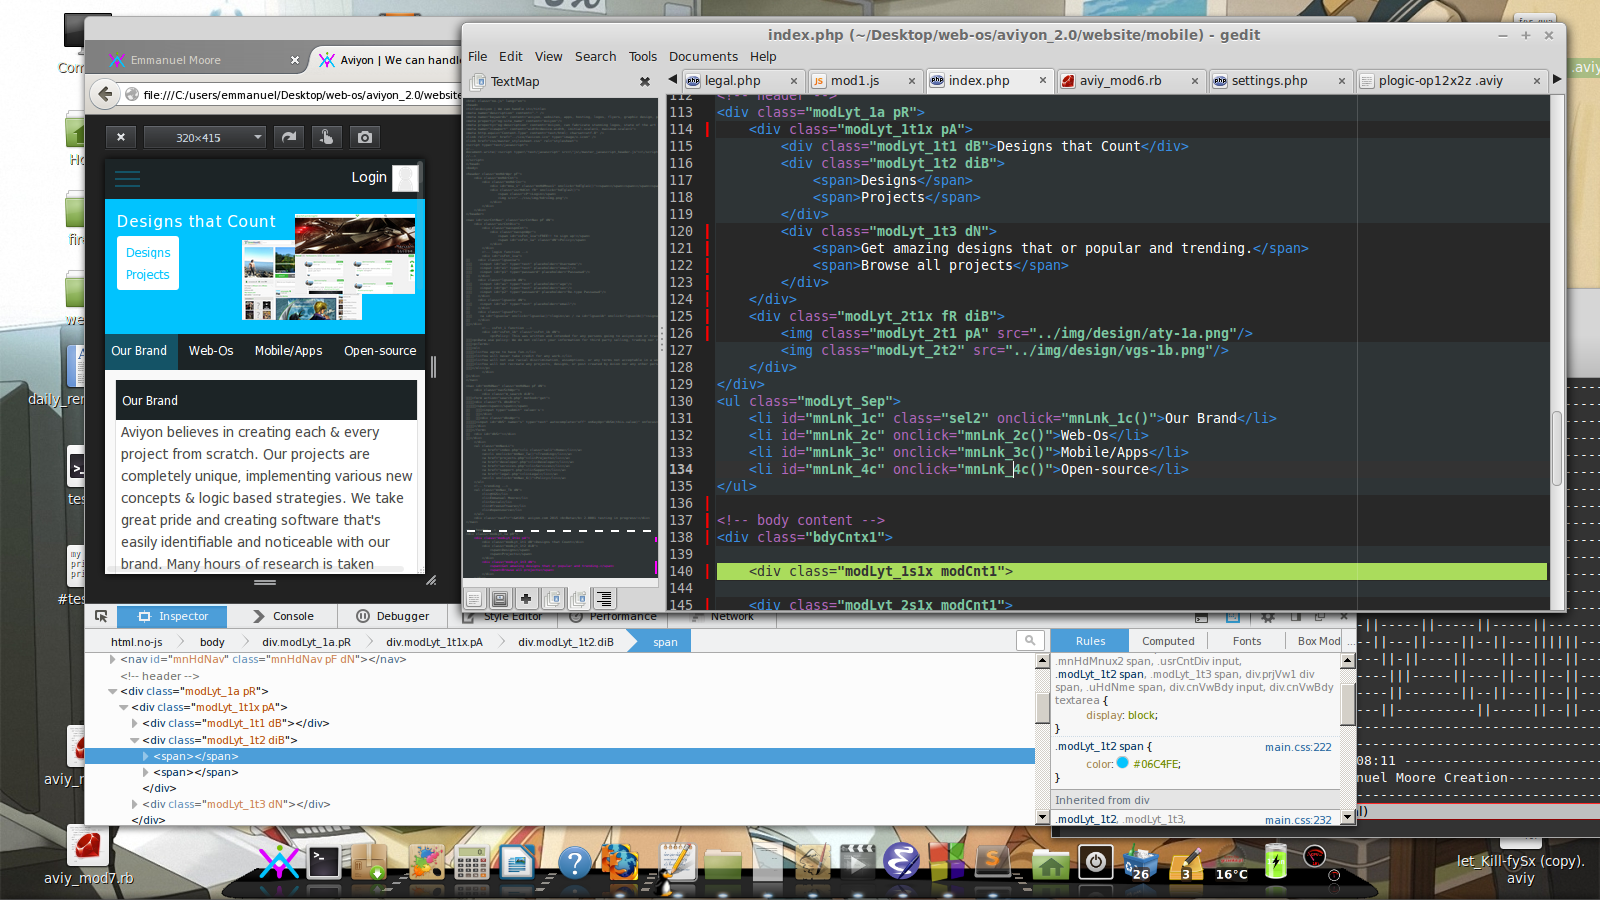 index.php (~/Desktop/web-os/aviyon_2.0/website/mobile) - gedit
Emmanuel Moore
Aviyon | We can handle
file:///C:/users/emmanuel/Desktop/web-os/aviyon_2.0/website
320×415
Login
Designs that Count
Designs
Projects
Our Brand
Web-Os
Mobile/Apps
Open-source
Our Brand
Aviyon believes in creating each & every
project from scratch. Our projects are
completely unique, implementing various new
concepts & logic based strategies. We take
great pride and creating software that's
easily identifiable and noticeable with our
brand. Many hours of research is taken
File Edit View Search Tools Documents Help
TextMap
legal.php
mod1.js
index.php
aviy_mod6.rb
settings.php
plogic-op12x2z .aviy
112 <!-- header -->
113 <div class="modLyt_1a pR">
114 <div class="modLyt_1t1x pA">
115 <div class="modLyt_1t1 dB">Designs that Count</div>
116 <div class="modLyt_1t2 diB">
117 <span>Designs</span>
118 <span>Projects</span>
119 </div>
120 <div class="modLyt_1t3 dN">
121 <span>Get amazing designs that or popular and trending.</span>
122 <span>Browse all projects</span>
123 </div>
124 </div>
125 <div class="modLyt_2t1x fR diB">
126 <img class="modLyt_2t1 pA" src="../img/design/aty-1a.png"/>
127 <img class="modLyt_2t2" src="../img/design/vgs-1b.png"/>
128 </div>
129 </div>
130 <ul class="modLyt_Sep">
131 <li id="mnLnk_1c" class="sel2" onclick="mnLnk_1c()">Our Brand</li>
132 <li id="mnLnk_2c" onclick="mnLnk_2c()">Web-Os</li>
133 <li id="mnLnk_3c" onclick="mnLnk_3c()">Mobile/Apps</li>
134 <li id="mnLnk_4c" onclick="mnLnk_4c()">Open-source</li>
135 </ul>
136
137 <!-- body content -->
138 <div class="bdyCntx1">
139
140 <div class="modLyt_1s1x modCnt1">
144
145 <div class="modLyt_2s1x modCnt1">
Inspector
Console
Debugger
Style Editor
Performance
Network
html.no-js
body
div.modLyt_1a.pR
div.modLyt_1t1x.pA
div.modLyt_1t2.diB
span
<nav id="mnHdNav" class="mnHdNav pF dN"></nav>
<!-- header -->
<div class="modLyt_1a pR">
<div class="modLyt_1t1x pA">
<div class="modLyt_1t1 dB"></div>
<div class="modLyt_1t2 diB">
<span></span>
<span></span>
</div>
<div class="modLyt_1t3 dN"></div>
</div>
Rules
Computed
Fonts
Box Mod
.mnHdMnux2 span, .usrCntDiv input,
.modLyt_1t2 span, .modLyt_1t3 span, div.prjVw1 div
span, .uHdNme span, div.cnVwBdy input, div.cnVwBdy
textarea {
display: block;
}
.modLyt_1t2 span { main.css:222
color: #06C4FE;
}
Inherited from div
.modLyt_1t2, .modLyt_1t3, main.css:232
08:11
uel Moore Creation
daily_re
aviy_mod7.rb
let_Kill-fySx (copy).
aviy
26
3
16°C